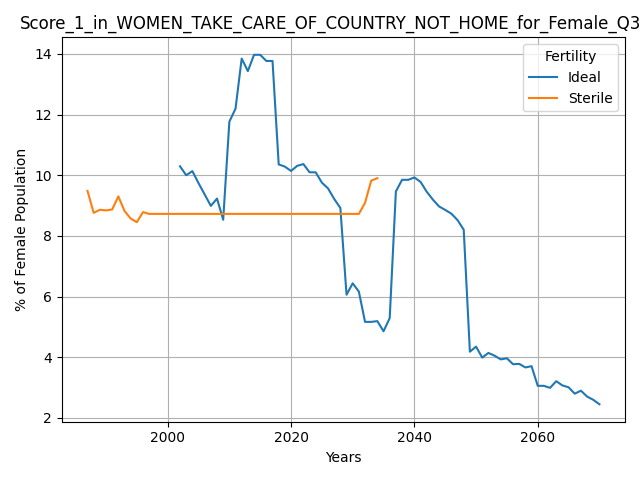 Score_1_in_WOMEN_TAKE_CARE_OF_COUNTRY_NOT_HOME_for_Female_Q3
Fertility
Ideal
Sterile
14
12
10
8
6
4
2
% of Female Population
2000
2020
2040
2060
Years